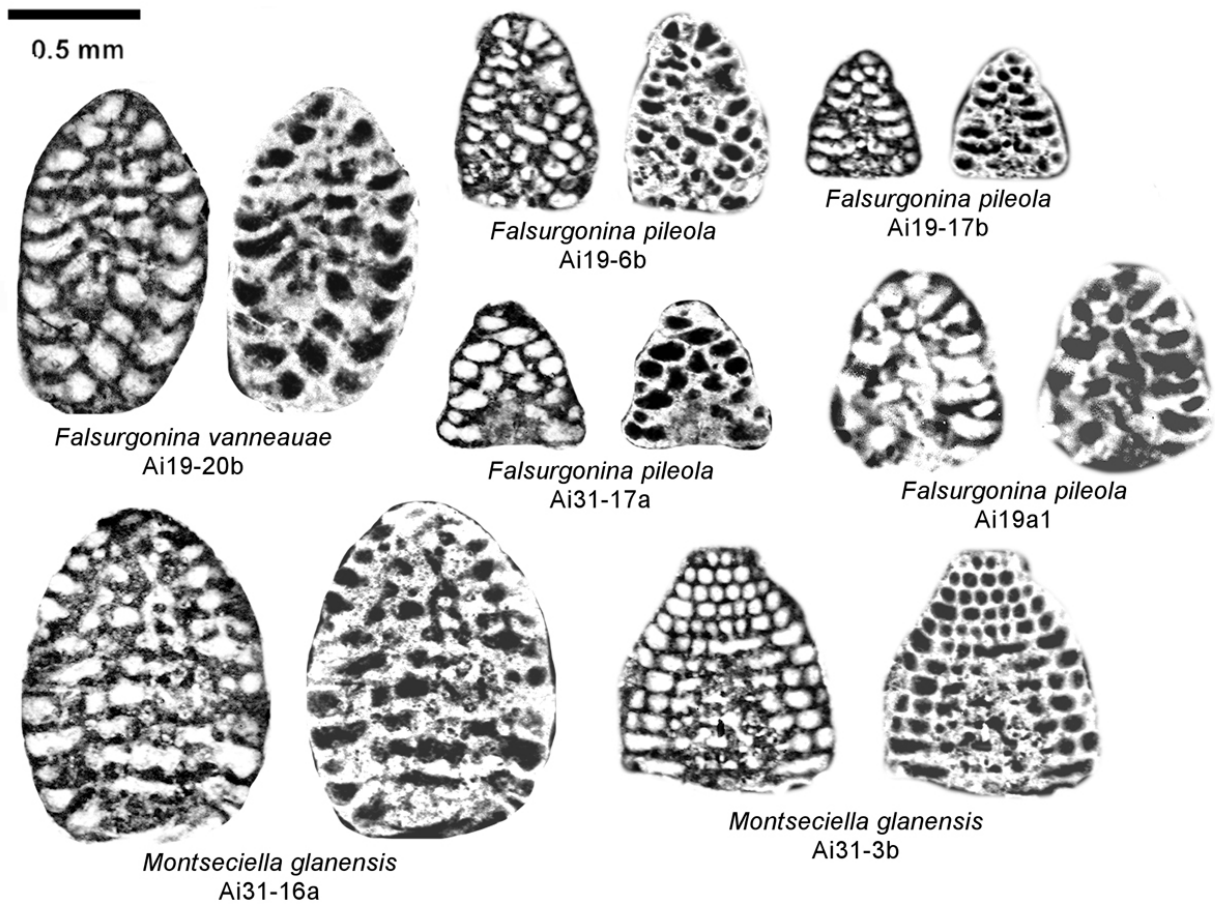 0.5 mm
Falsurgonina pileola
Ai19-6b
Falsurgonina pileola
Ai19-17b
Falsurgonina vanneauae
Ai19-20b
Falsurgonina pileola
Ai31-17a
Falsurgonina pileola
Ai19a1
Montseciella glanensis
Ai31-16a
Montseciella glanensis
Ai31-3b